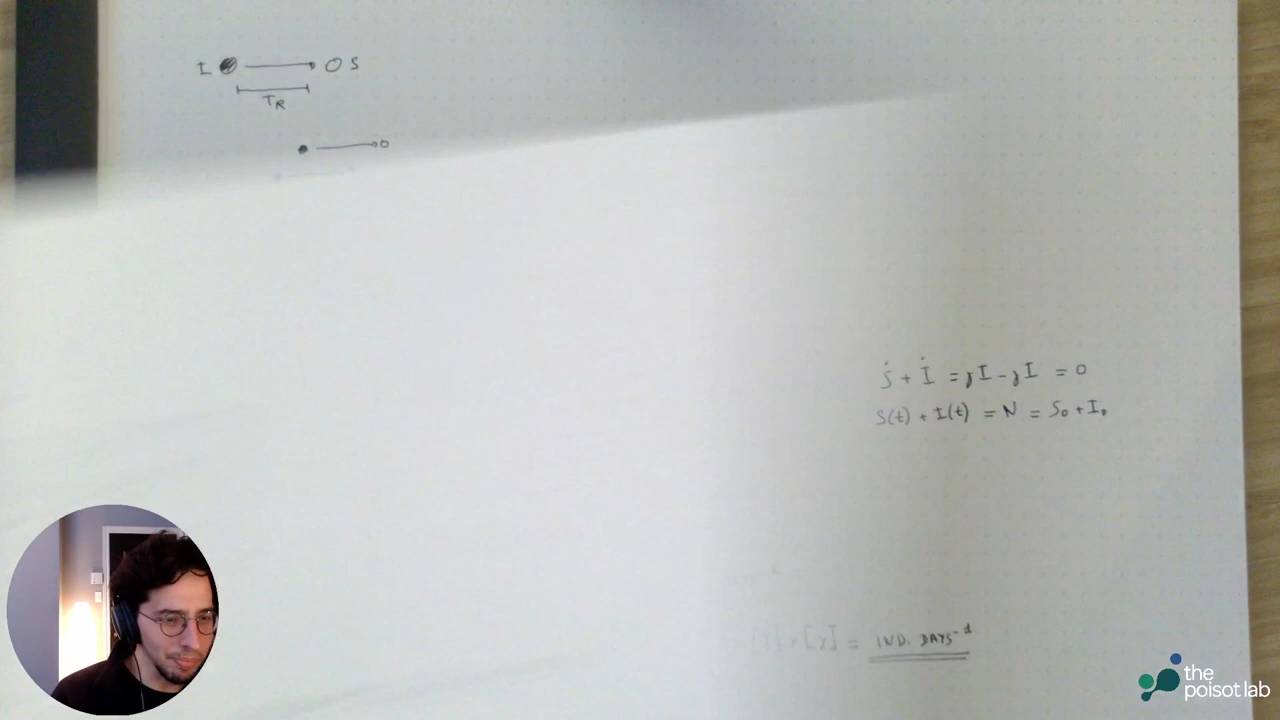 I → O S
T_R
Ṡ + İ = γI - γI = 0
S(t) + I(t) = N = S₀ + I₀
[I] × [γ] = IND. DAYS⁻¹
the
poisot lab